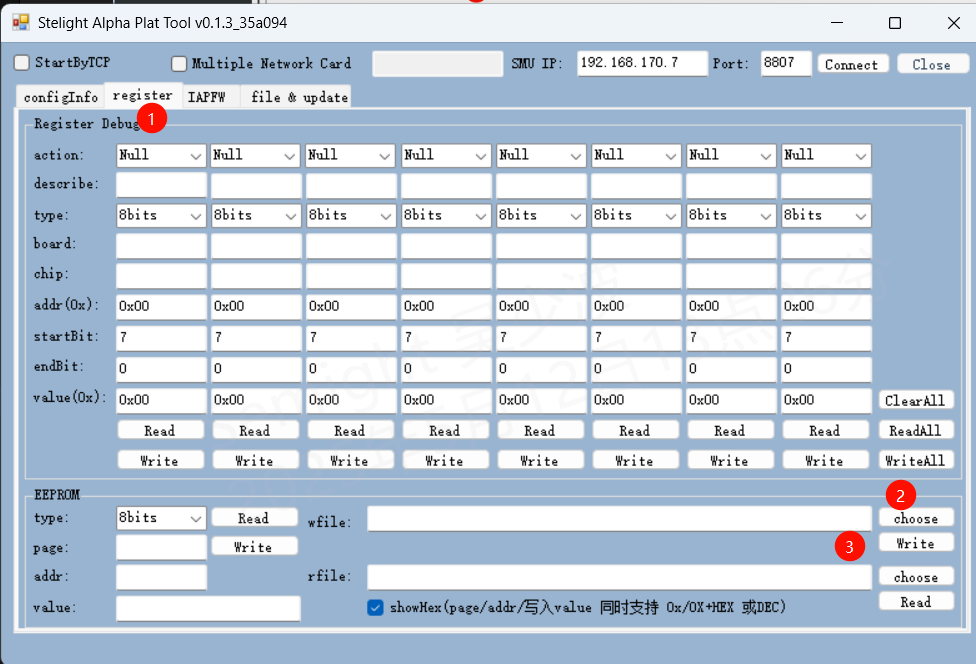 Stelight Alpha Plat Tool v0.1.3_35a094
StartByTCP Multiple Network Card SMU IP: 192.168.170.7 Port: 8807 Connect Close
configInfo register IAPFW file & update
1
Register Debug
action: Null Null Null Null Null Null Null Null
describe:
type: 8bits 8bits 8bits 8bits 8bits 8bits 8bits 8bits
board:
chip:
addr(0x): 0x00 0x00 0x00 0x00 0x00 0x00 0x00 0x00
startBit: 7 7 7 7 7 7 7 7
endBit: 0 0 0 0 0 0 0 0
value(0x): 0x00 0x00 0x00 0x00 0x00 0x00 0x00 0x00 ClearAll
Read Read Read Read Read Read Read Read ReadAll
Write Write Write Write Write Write Write Write WriteAll
EEPROM
2
type: 8bits Read wfile: choose
page: Write 3 Write
addr: rfile: choose
value: showHex(page/addr/写入value 同时支持 0x/0X+HEX 或DEC) Read